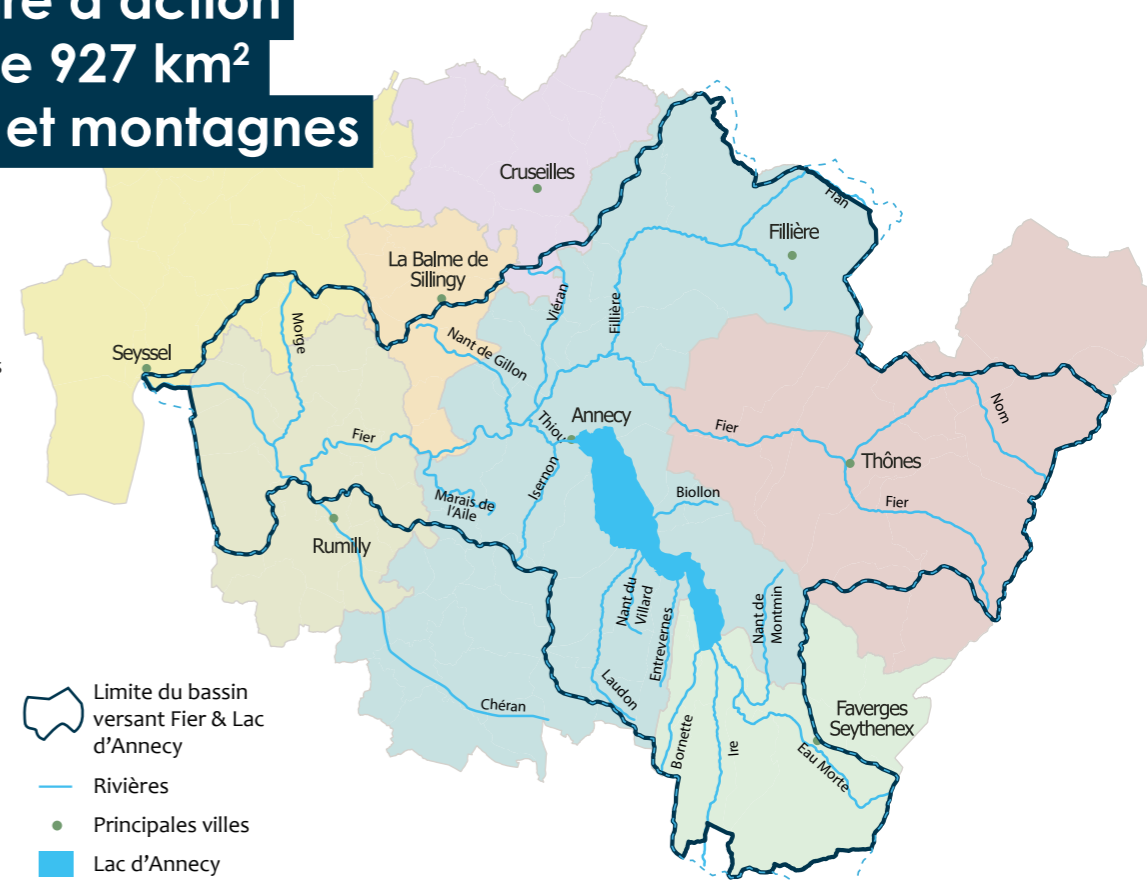 re d'action
e 927 km²
et montagnes
Cruseilles
Flan
Fillière
La Balme de
Sillingy
Viéran
Fillière
Morge
Nant de Gillon
Seyssel
s
Thiou
Annecy
Nom
Fier
Fier
Thônes
Isernon
Marais de
l'Aile
Biollon
Fier
Rumilly
Nant du
Villard
Entrevernes
Nant de
Montmin
Laudon
Chéran
Bornette
Ire
Faverges
Seythenex
Eau Morte
Limite du bassin
versant Fier & Lac
d'Annecy
Rivières
Principales villes
Lac d'Annecy